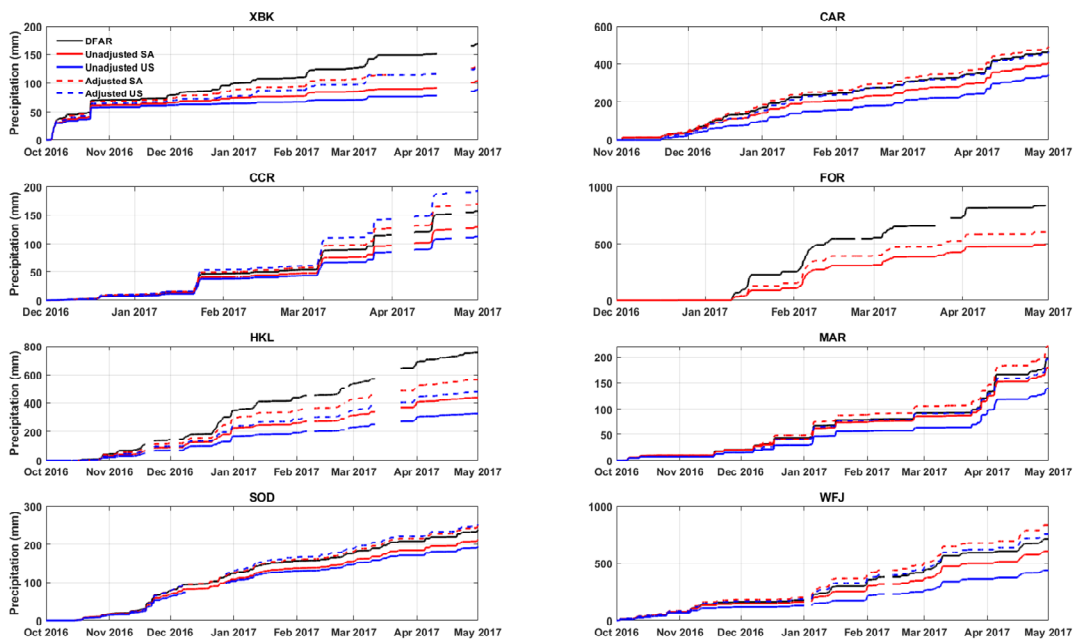 XBK
200
150
100
50
0
Precipitation (mm)
DFAR
Unadjusted SA
Unadjusted US
Adjusted SA
Adjusted US
Oct 2016 Nov 2016 Dec 2016 Jan 2017 Feb 2017 Mar 2017 Apr 2017 May 2017
CAR
600
400
200
0
Nov 2016 Dec 2016 Jan 2017 Feb 2017 Mar 2017 Apr 2017 May 2017
CCR
200
150
100
50
0
Precipitation (mm)
Dec 2016 Jan 2017 Feb 2017 Mar 2017 Apr 2017 May 2017
FOR
1000
500
0
Dec 2016 Jan 2017 Feb 2017 Mar 2017 Apr 2017 May 2017
HKL
800
600
400
200
0
Precipitation (mm)
Oct 2016 Nov 2016 Dec 2016 Jan 2017 Feb 2017 Mar 2017 Apr 2017 May 2017
MAR
200
150
100
50
0
Oct 2016 Nov 2016 Dec 2016 Jan 2017 Feb 2017 Mar 2017 Apr 2017 May 2017
SOD
300
200
100
0
Precipitation (mm)
Oct 2016 Nov 2016 Dec 2016 Jan 2017 Feb 2017 Mar 2017 Apr 2017 May 2017
WFJ
1000
500
0
Oct 2016 Nov 2016 Dec 2016 Jan 2017 Feb 2017 Mar 2017 Apr 2017 May 2017